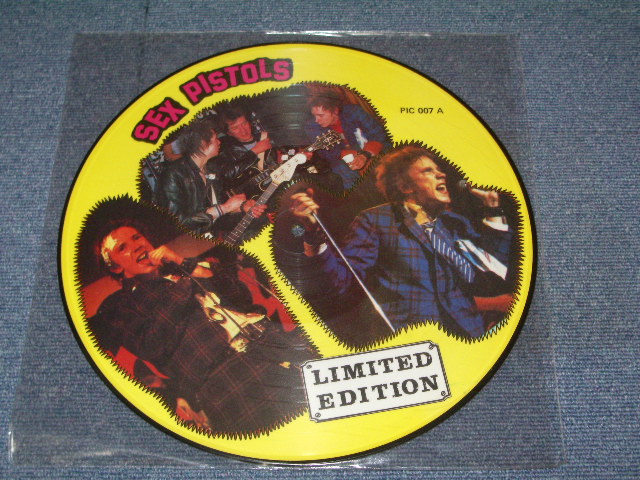 SEX PISTOLS
PIC 007 A
LIMITED
EDITION